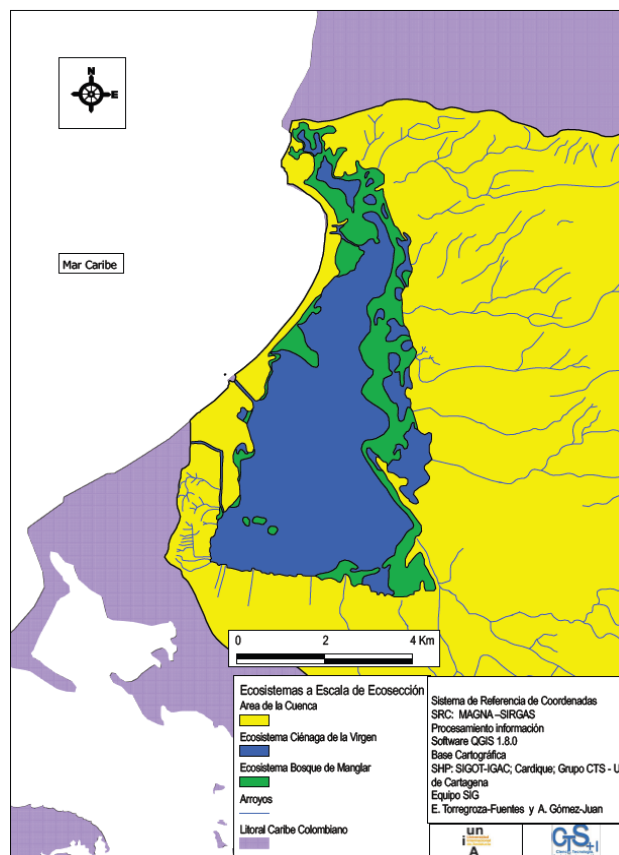 N
E
Mar Caribe
0 2 4 Km
Ecosistemas a Escala de Ecosección
Area de la Cuenca
Ecosistema Ciénaga de la Virgen
Ecosistema Bosque de Manglar
Arroyos
Litoral Caribe Colombiano
Sistema de Referencia de Coordenadas
SRC: MAGNA -SIRGAS
Procesamiento información
Software QGIS 1.8.0
Base Cartográfica
SHP: SIGOT-IGAC; Cardique; Grupo CTS - U
de Cartagena
Equipo SIG
E. Torregroza-Fuentes y A. Gómez-Juan
un
i A
CTS+I